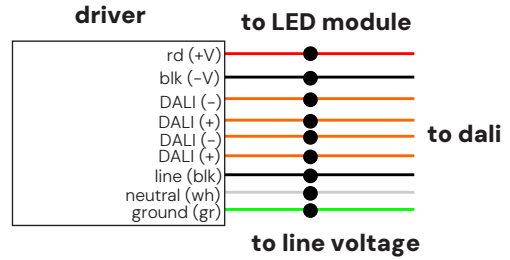 driver
to LED module
rd (+V)
blk (-V)
DALI (-)
DALI (+)
DALI (-)
DALI (+)
line (blk)
neutral (wh)
ground (gr)
to dali
to line voltage